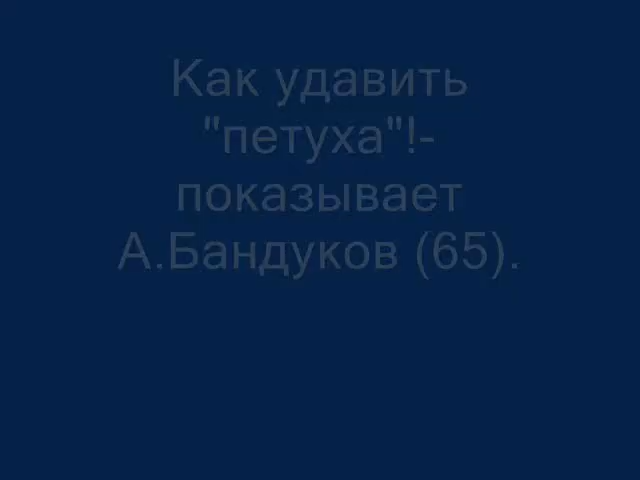 Как удавить
"петуха"!-
показывает
А.Бандуков (65).